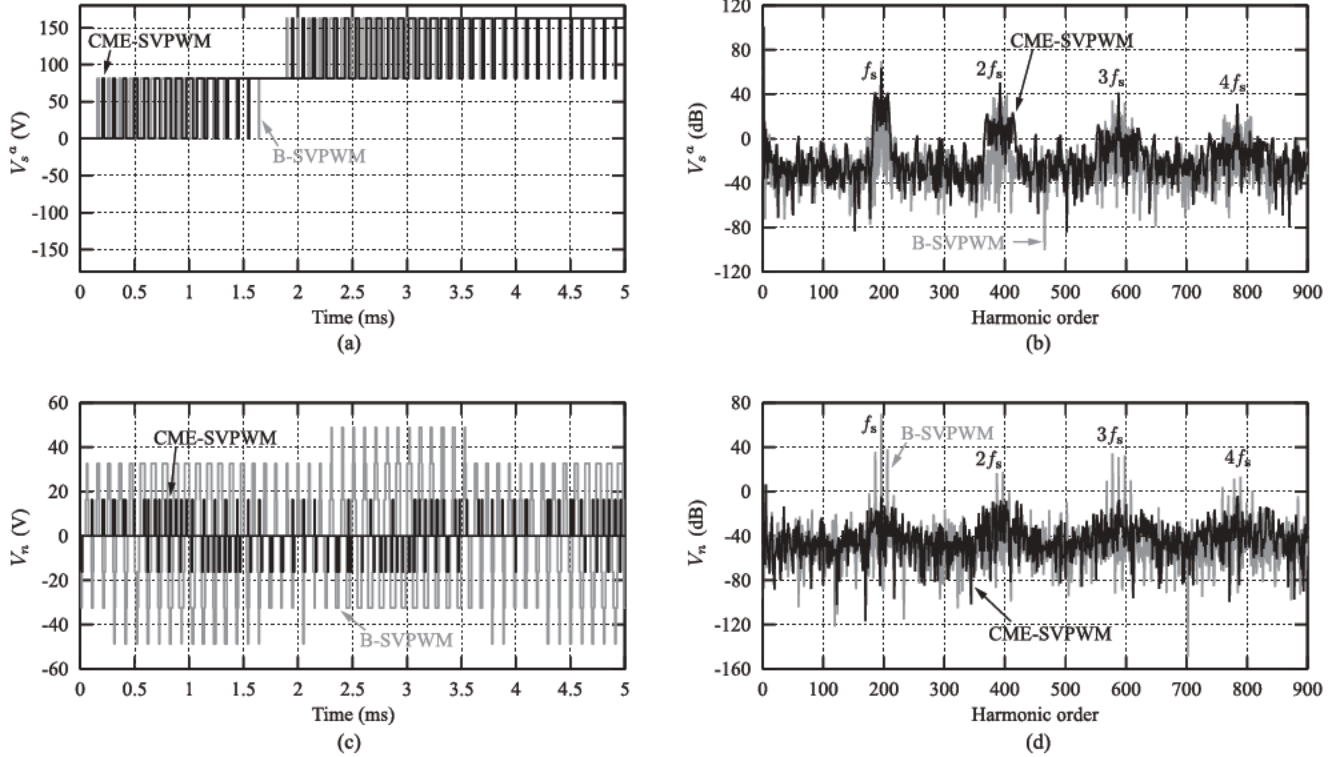 150
100
50
0
-50
-100
-150
V_s^a (V)
CME-SVPWM
B-SVPWM
0 0.5 1 1.5 2 2.5 3 3.5 4 4.5 5
Time (ms)
(a)
120
80
40
0
-40
-80
-120
V_s^a (dB)
f_s
2f_s
CME-SVPWM
3f_s
4f_s
B-SVPWM
0 100 200 300 400 500 600 700 800 900
Harmonic order
(b)
60
40
20
0
-20
-40
-60
V_n (V)
CME-SVPWM
B-SVPWM
0 0.5 1 1.5 2 2.5 3 3.5 4 4.5 5
Time (ms)
(c)
80
40
0
-40
-80
-120
-160
V_n (dB)
f_s
B-SVPWM
2f_s
3f_s
4f_s
CME-SVPWM
0 100 200 300 400 500 600 700 800 900
Harmonic order
(d)